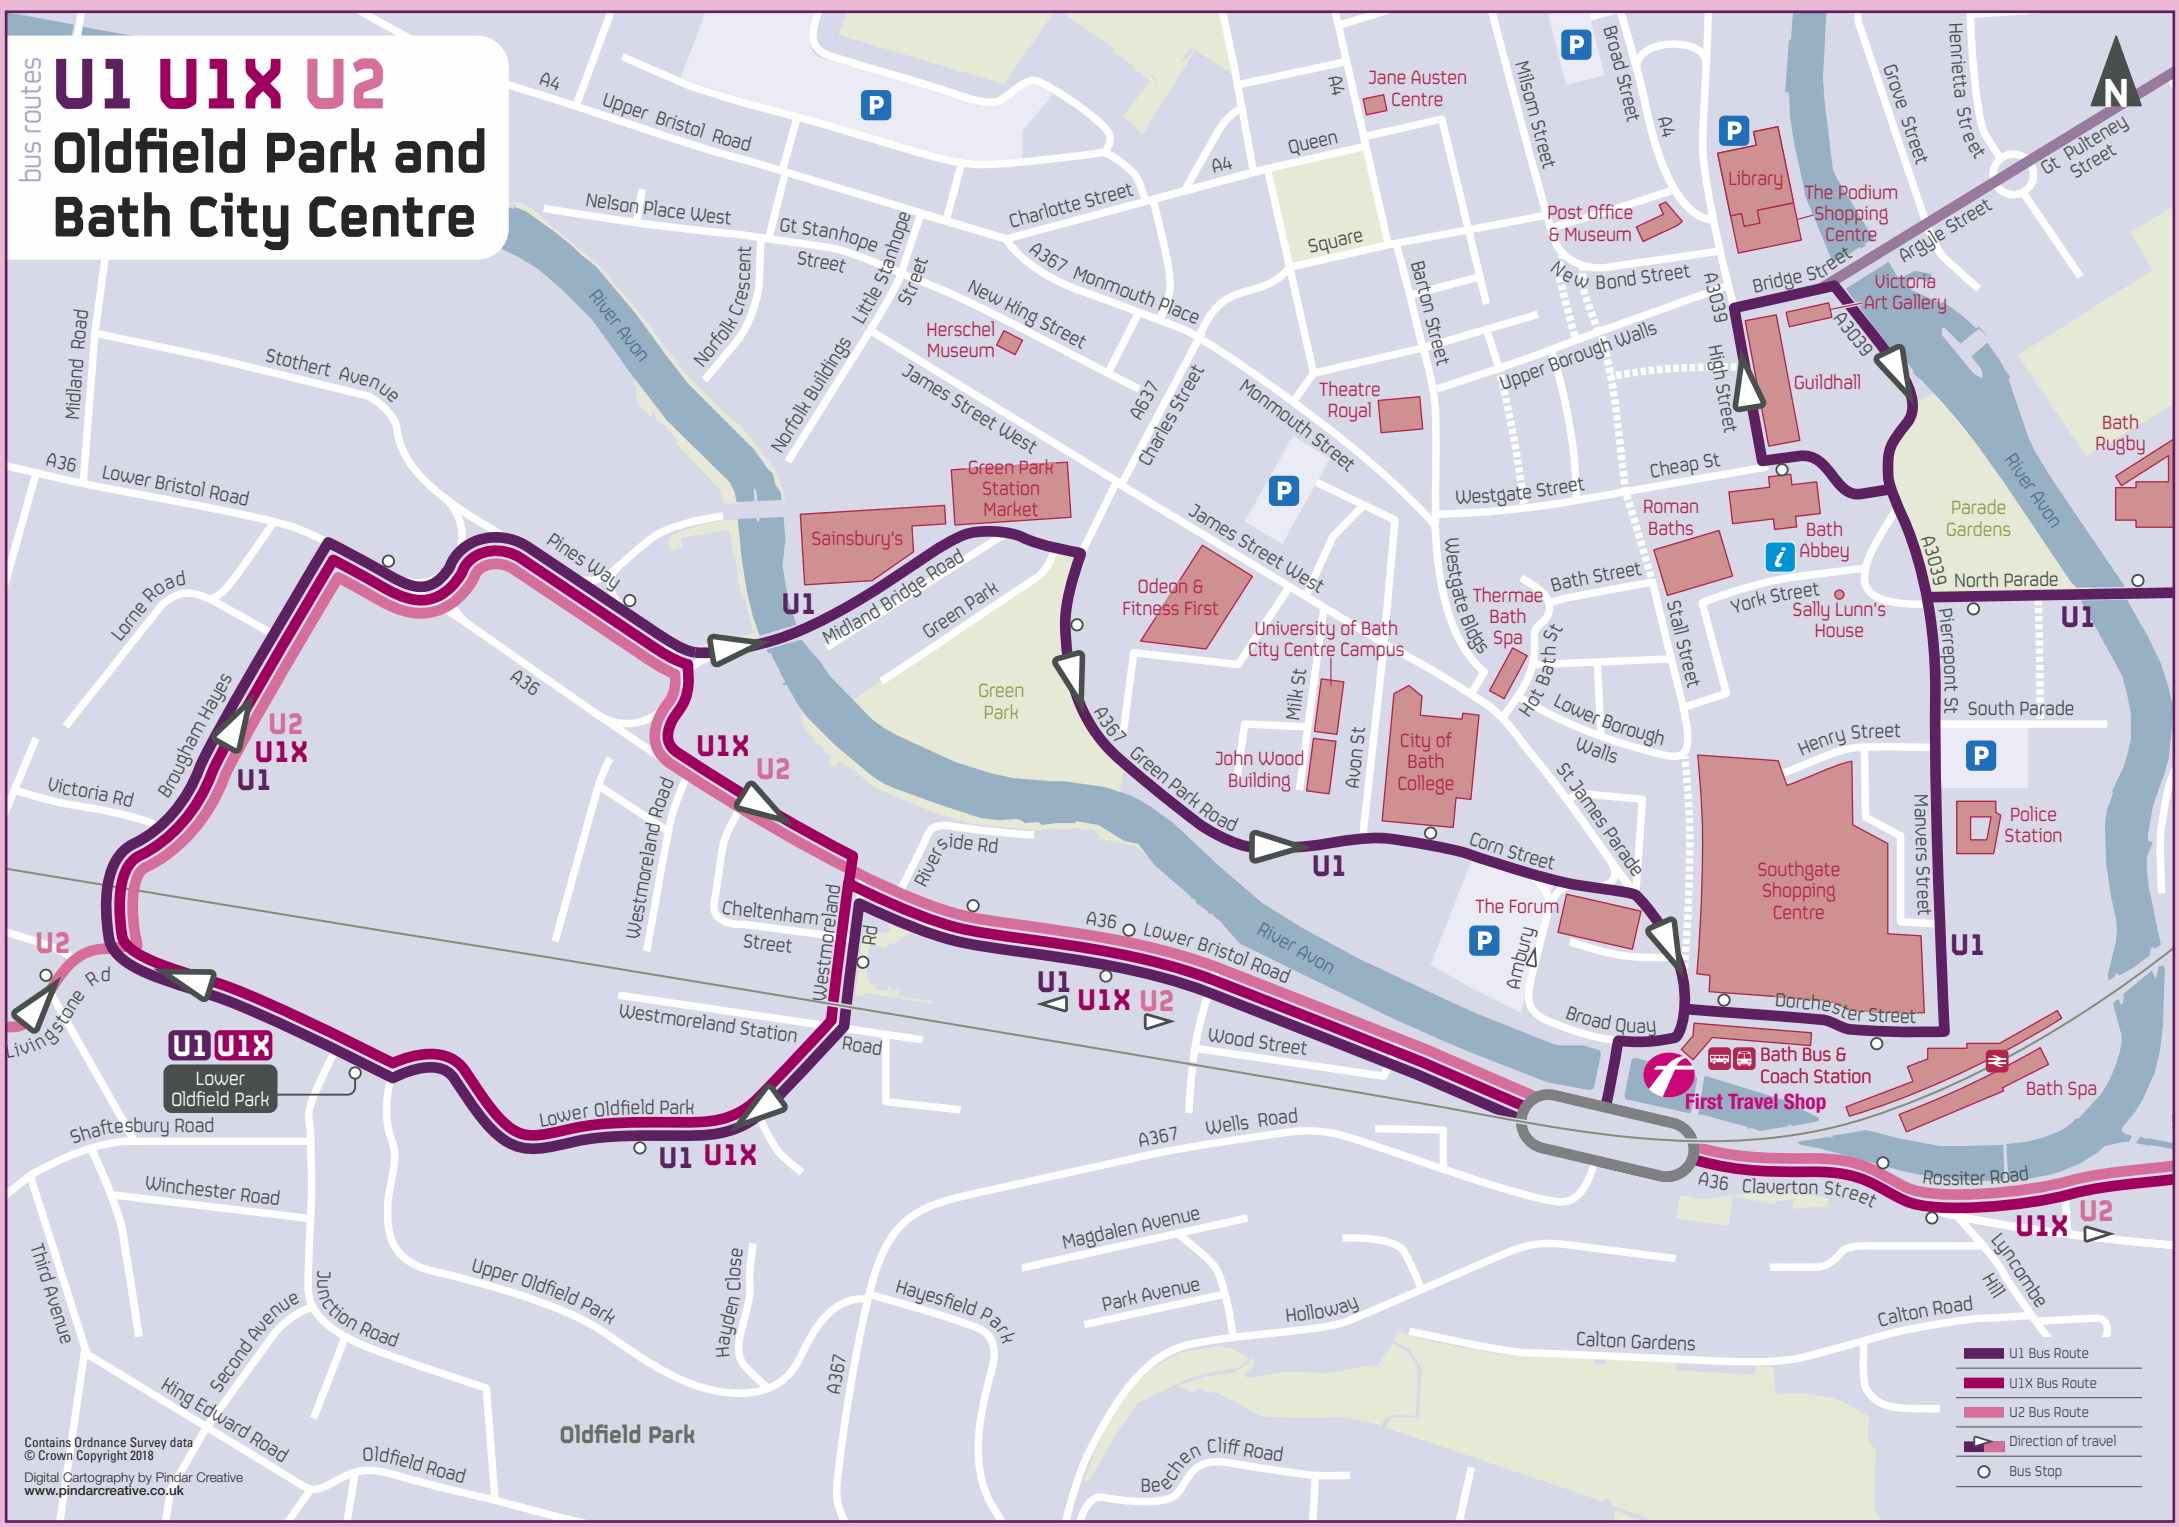 bus routes
U1 U1X U2
Oldfield Park and
Bath City Centre
A4
Upper Bristol Road
P
Jane Austen
Centre
A4
Milsom Street
P
Broad Street
A4
P
Library
The Podium
Shopping
Centre
Grove Street
Henrietta Street
N
Gt Pulteney
Street
Argyle Street
Bridge Street
Queen
Square
A4
Charlotte Street
Nelson Place West
Gt Stanhope
Street
Little Stanhope
Street
Norfolk Crescent
Norfolk Buildings
River Avon
A367 Monmouth Place
New King Street
Herschel
Museum
James Street West
A637
Charles Street
Monmouth Street
Theatre
Royal
Barton Street
Post Office
& Museum
New Bond Street
Upper Borough Walls
A3039
High Street
Victoria
Art Gallery
A3039
Guildhall
Midland Road
Stothert Avenue
A36
Lower Bristol Road
Green Park
Station
Market
Sainsbury's
P
Westgate Street
Cheap St
Roman
Baths
Bath
Abbey
i
Parade
Gardens
River Avon
Bath
Rugby
Pines Way
Lorne Road
U1
Midland Bridge Road
Green Park
Green
Park
Odeon &
Fitness First
James Street West
Westgate Bldgs
Thermae
Bath
Spa
Bath Street
York Street
Sally Lunn's
House
A3039
North Parade
U1
University of Bath
City Centre Campus
Milk St
Hot Bath St
Stall Street
Pierrepont St
South Parade
Lower Borough
Walls
Henry Street
P
A36
Brougham Hayes
U2
U1X
U1
U1X
U2
A367 Green Park Road
John Wood
Building
Avon St
City of
Bath
College
St James Parade
Victoria Rd
Westmoreland Road
Riverside Rd
U1
Corn Street
Southgate
Shopping
Centre
Manvers Street
Police
Station
Cheltenham
Street
Westmoreland
Rd
A36 Lower Bristol Road
River Avon
The Forum
P
Ambury
U1
U2
Livingstone Rd
U1
U1X U2
Westmoreland Station
Road
Wood Street
Broad Quay
Dorchester Street
U1 U1X
Lower
Oldfield Park
Bath Bus &
Coach Station
First Travel Shop
Bath Spa
Lower Oldfield Park
U1 U1X
Shaftesbury Road
A367 Wells Road
A36 Claverton Street
Rossiter Road
U1X U2
Winchester Road
Magdalen Avenue
Third Avenue
Junction Road
Second Avenue
Upper Oldfield Park
Hayden Close
Hayesfield Park
Park Avenue
Holloway
Lyncombe
Hill
Calton Road
Calton Gardens
A367
King Edward Road
Oldfield Road
Oldfield Park
Beechen Cliff Road
U1 Bus Route
U1X Bus Route
U2 Bus Route
Direction of travel
Bus Stop
Contains Ordnance Survey data
© Crown Copyright 2018
Digital Cartography by Pindar Creative
www.pindarcreative.co.uk